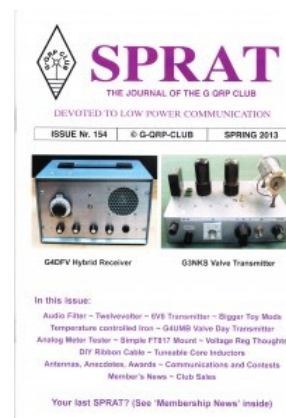 SPRAT
THE JOURNAL OF THE G QRP CLUB
DEVOTED TO LOW POWER COMMUNICATION
ISSUE Nr. 154 © G-QRP-CLUB SPRING 2013
G4DFV Hybrid Receiver G3NKS Valve Transmitter
In this issue:
Audio Filter ~ Twelvevolter ~ 6V6 Transmitter ~ Bigger Toy Mods
Temperature controlled Iron ~ G4UMB Valve Day Transmitter
Analog Meter Tester ~ Simple FT817 Mount ~ Voltage Reg Thoughts
DIY Ribbon Cable ~ Tuneable Core Inductors
Antennas, Anecdotes, Awards ~ Communications and Contests
Member's News ~ Club Sales
Your last SPRAT? (See 'Membership News' inside)